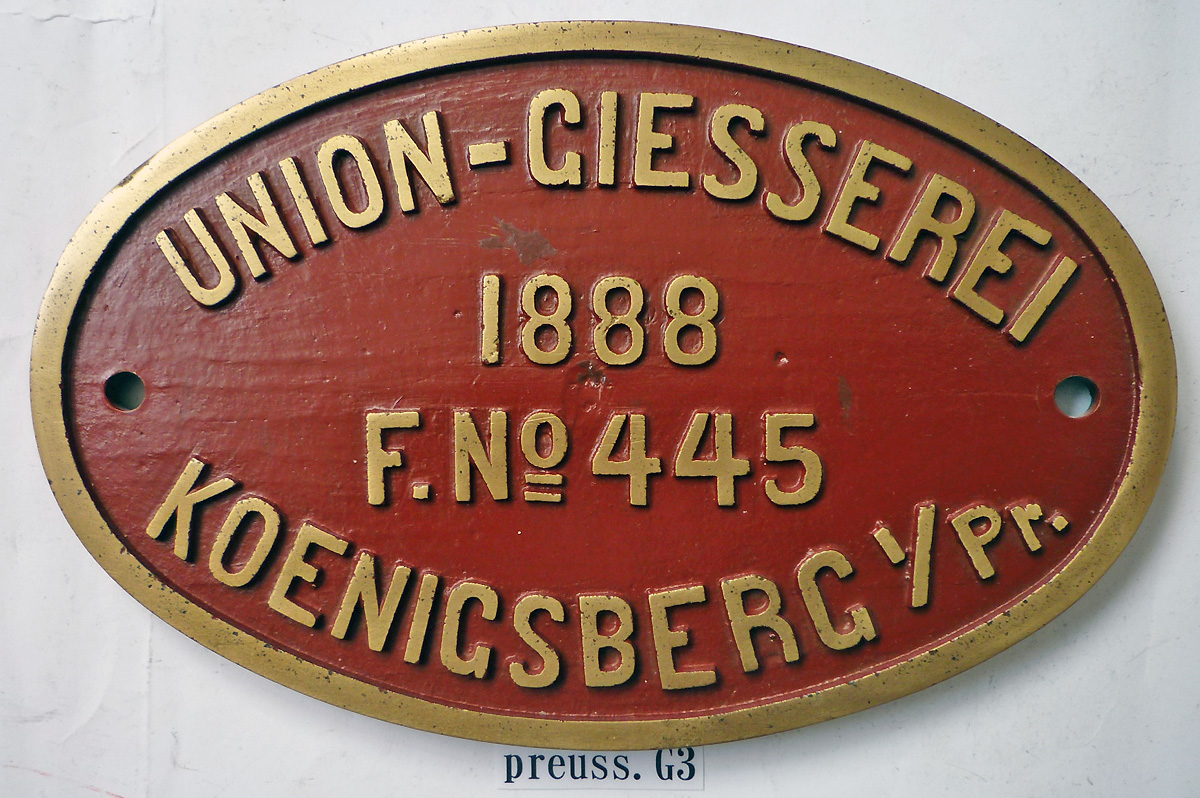 UNION-GIESSEREI
1888
F. No 445
KOENIGSBERG I/Pr.
preuss. G3